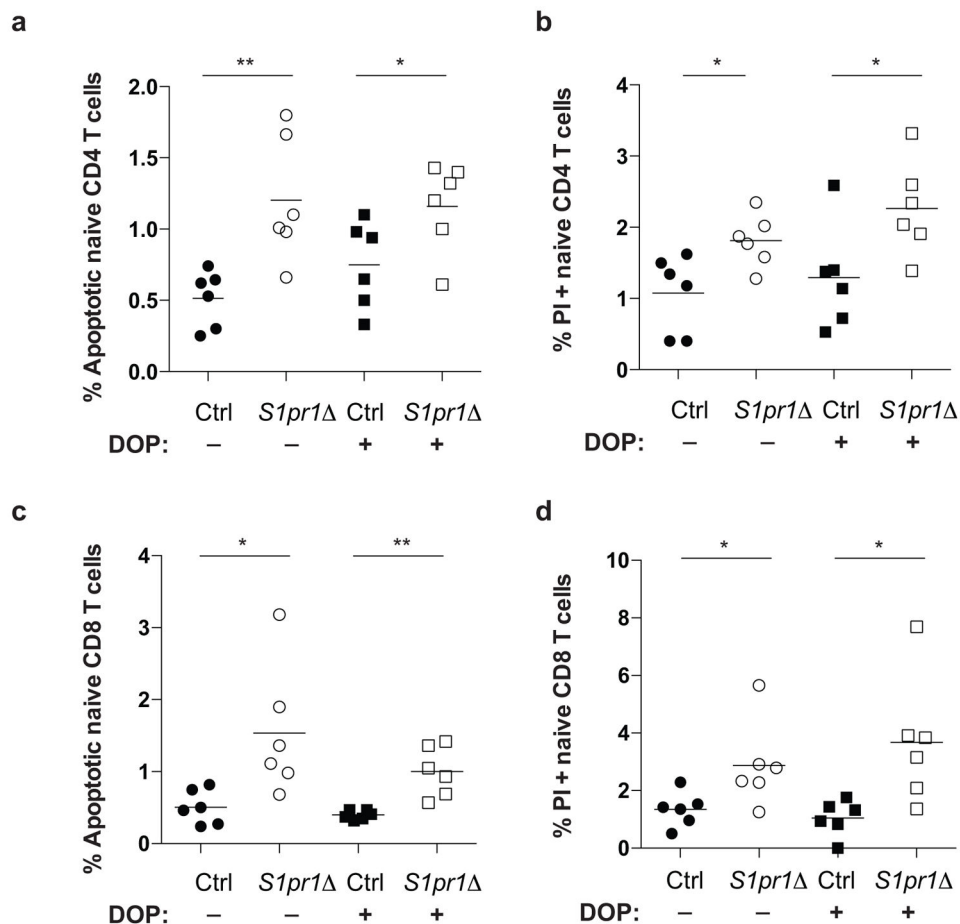 a
**
*
% Apoptotic naive CD4 T cells
2.0
1.5
1.0
0.5
0.0
Ctrl S1pr1Δ Ctrl S1pr1Δ
DOP: – – + +
b
*
*
% PI + naive CD4 T cells
4
3
2
1
0
Ctrl S1pr1Δ Ctrl S1pr1Δ
DOP: – – + +
c
*
**
% Apoptotic naive CD8 T cells
4
3
2
1
0
Ctrl S1pr1Δ Ctrl S1pr1Δ
DOP: – – + +
d
*
*
% PI + naive CD8 T cells
10
8
6
4
2
0
Ctrl S1pr1Δ Ctrl S1pr1Δ
DOP: – – + +